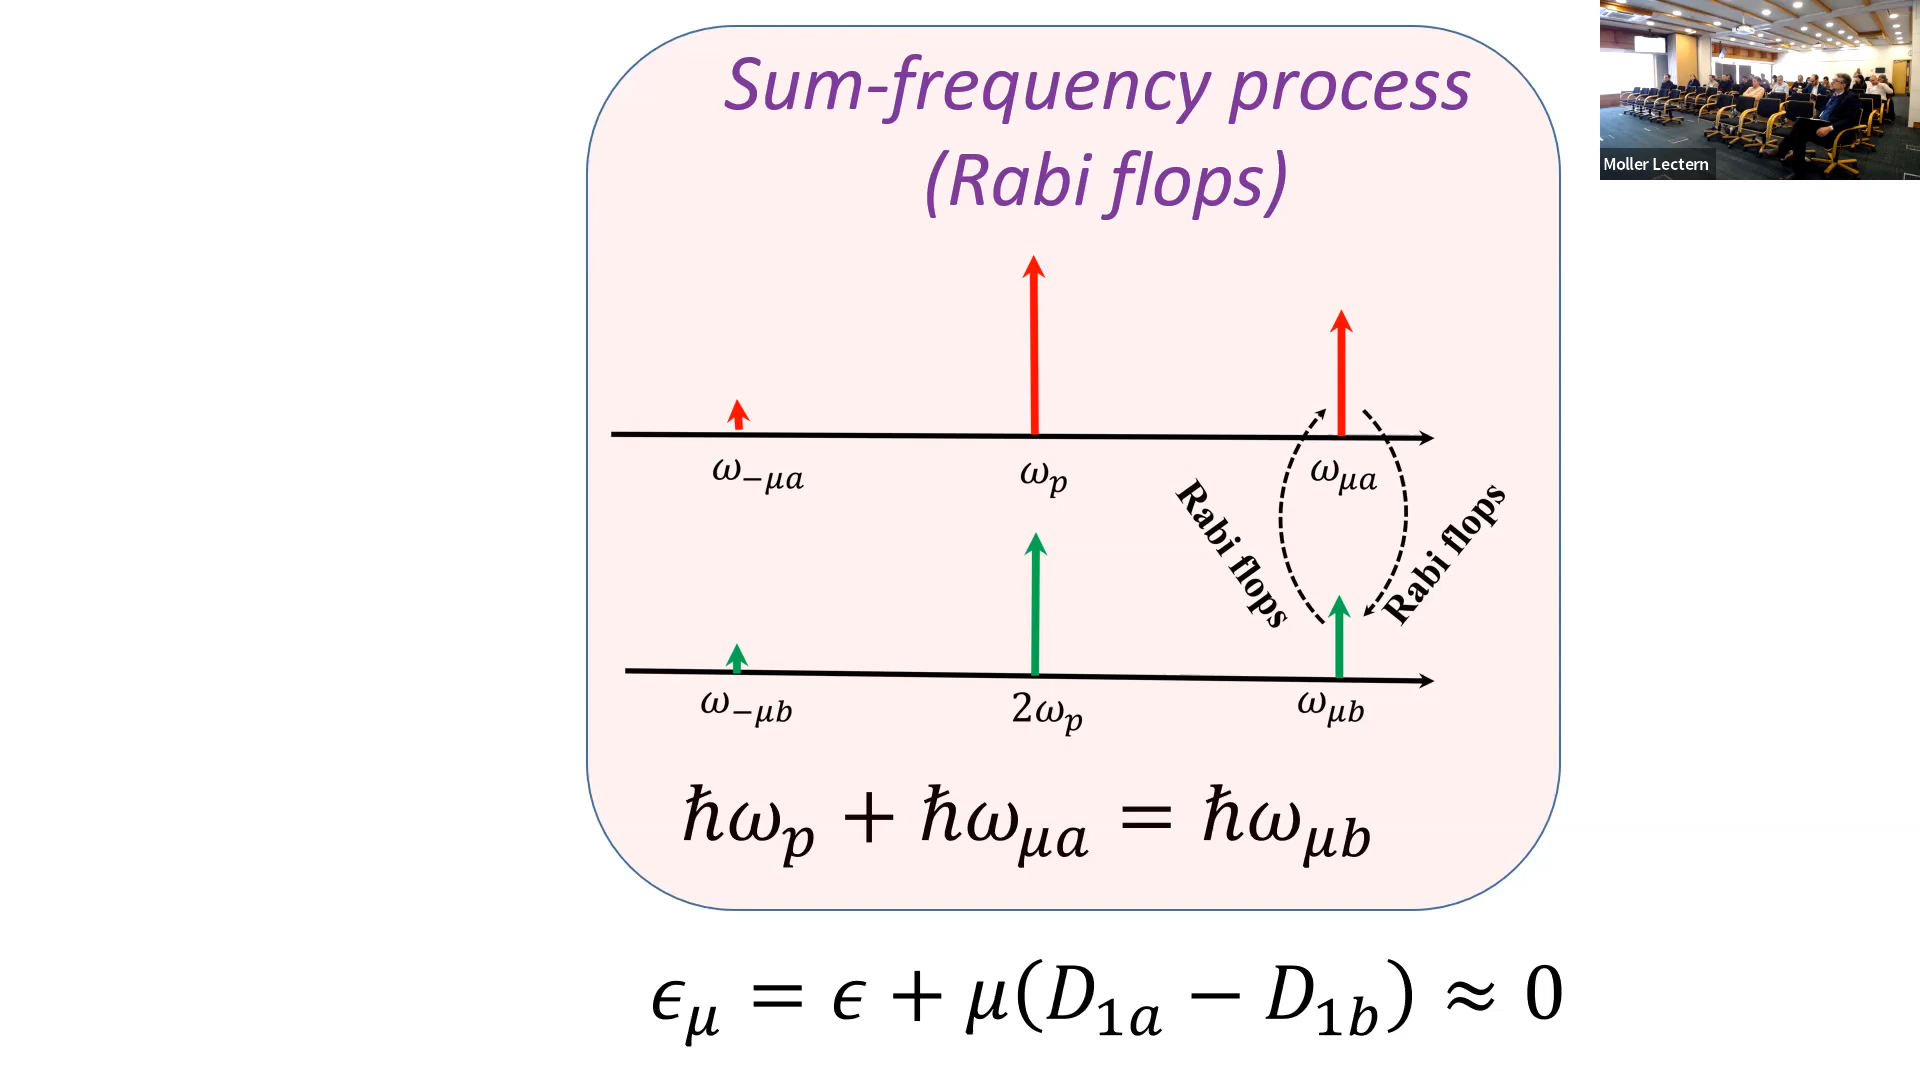 Sum-frequency process
(Rabi flops)
Moller Lectern
ω₋μa
ωp
ωμa
Rabi flops
Rabi flops
ω₋μb
2ωp
ωμb
ℏωp + ℏωμa = ℏωμb
ϵμ = ϵ + μ(D1a − D1b) ≈ 0